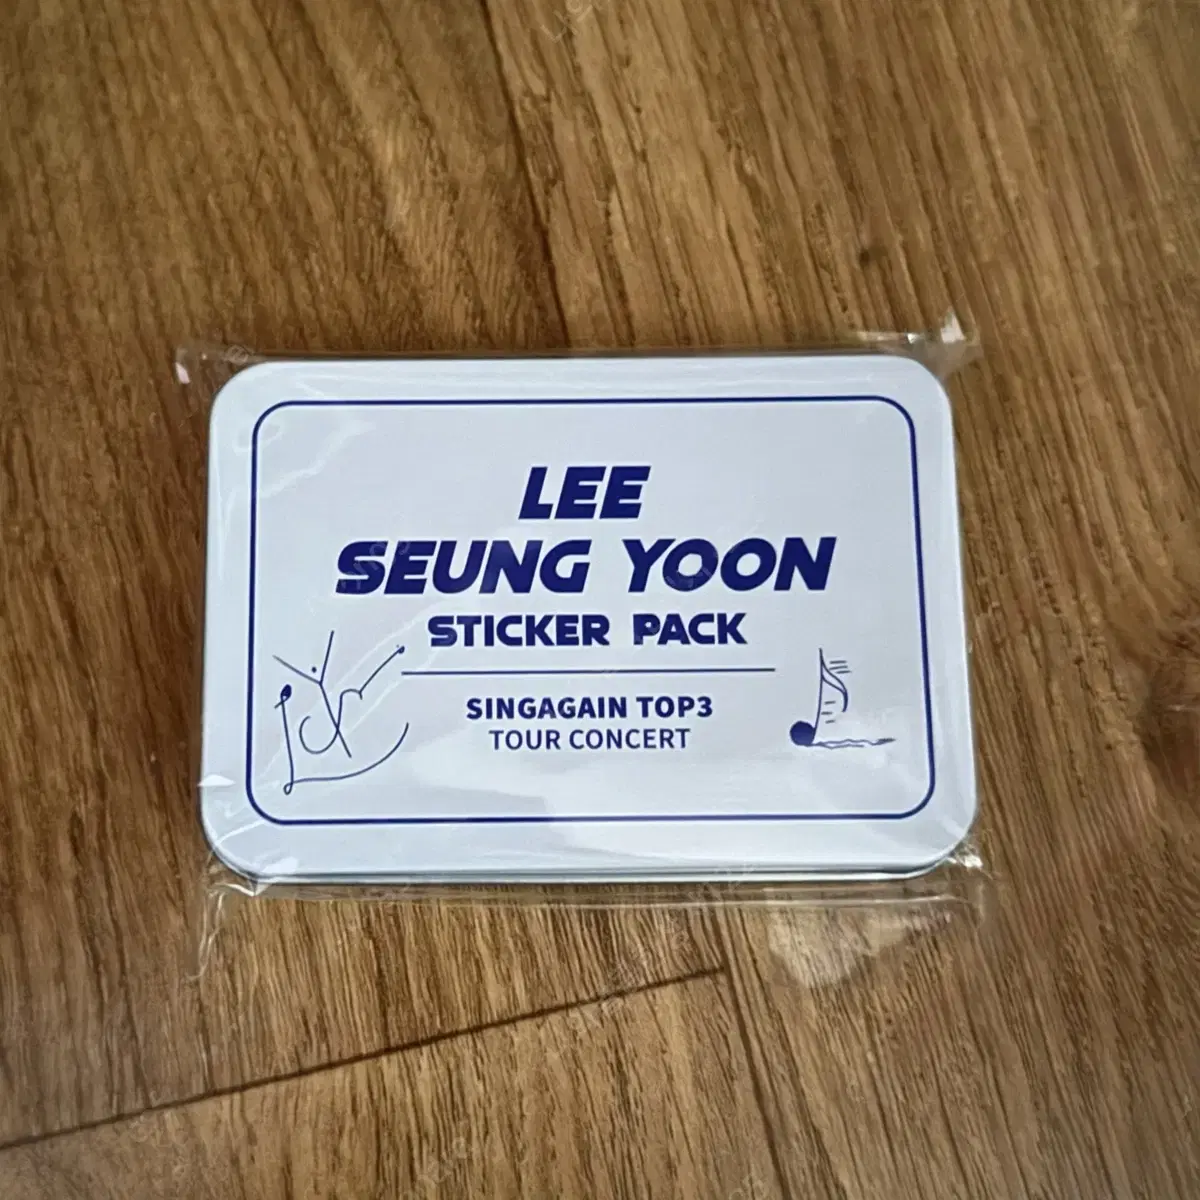 LEE
SEUNG YOON
STICKER PACK
SINGAGAIN TOP3
TOUR CONCERT